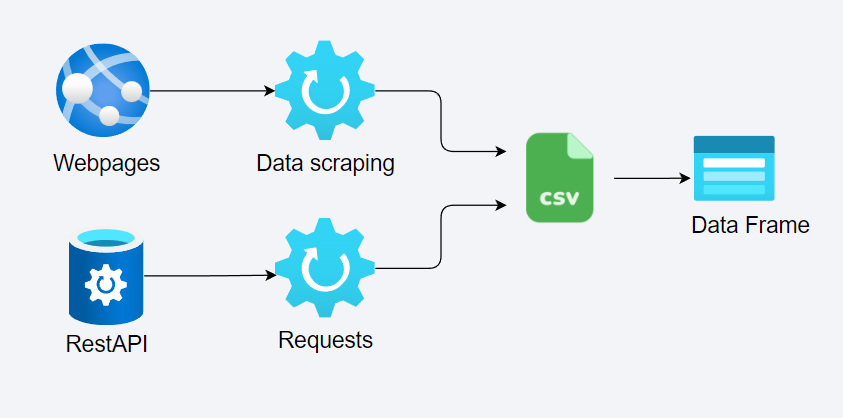 Webpages
Data scraping
csv
Data Frame
RestAPI
Requests